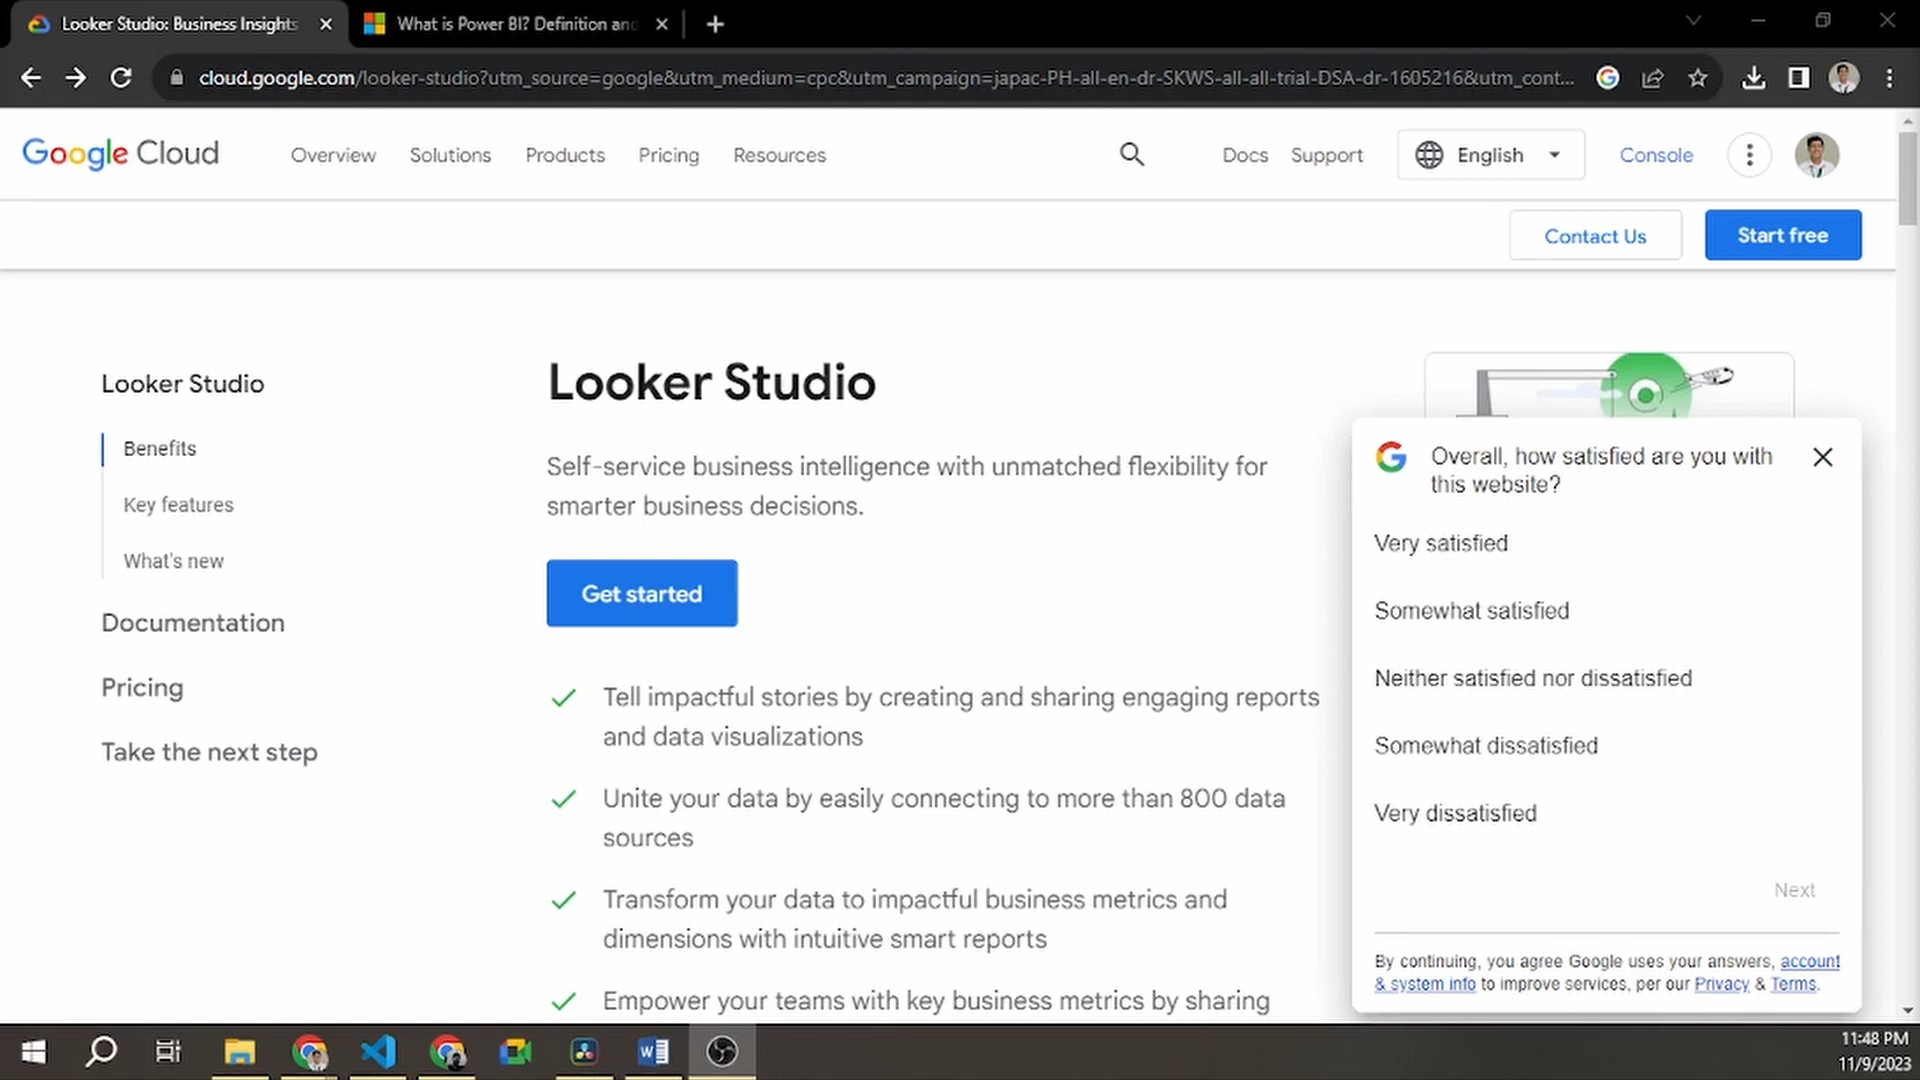 Looker Studio: Business Insights
What is Power BI? Definition and
cloud.google.com/looker-studio?utm_source=google&utm_medium=cpc&utm_campaign=japac-PH-all-en-dr-SKWS-all-all-trial-DSA-dr-1605216&utm_cont...
Google Cloud
Overview
Solutions
Products
Pricing
Resources
Docs
Support
English
Console
Contact Us
Start free
Looker Studio
Benefits
Key features
What's new
Documentation
Pricing
Take the next step
Looker Studio
Self-service business intelligence with unmatched flexibility for
smarter business decisions.
Get started
Tell impactful stories by creating and sharing engaging reports
and data visualizations
Unite your data by easily connecting to more than 800 data
sources
Transform your data to impactful business metrics and
dimensions with intuitive smart reports
Empower your teams with key business metrics by sharing
Overall, how satisfied are you with
this website?
Very satisfied
Somewhat satisfied
Neither satisfied nor dissatisfied
Somewhat dissatisfied
Very dissatisfied
Next
By continuing, you agree Google uses your answers, account
& system info to improve services, per our Privacy & Terms.
11:48 PM
11/9/2023